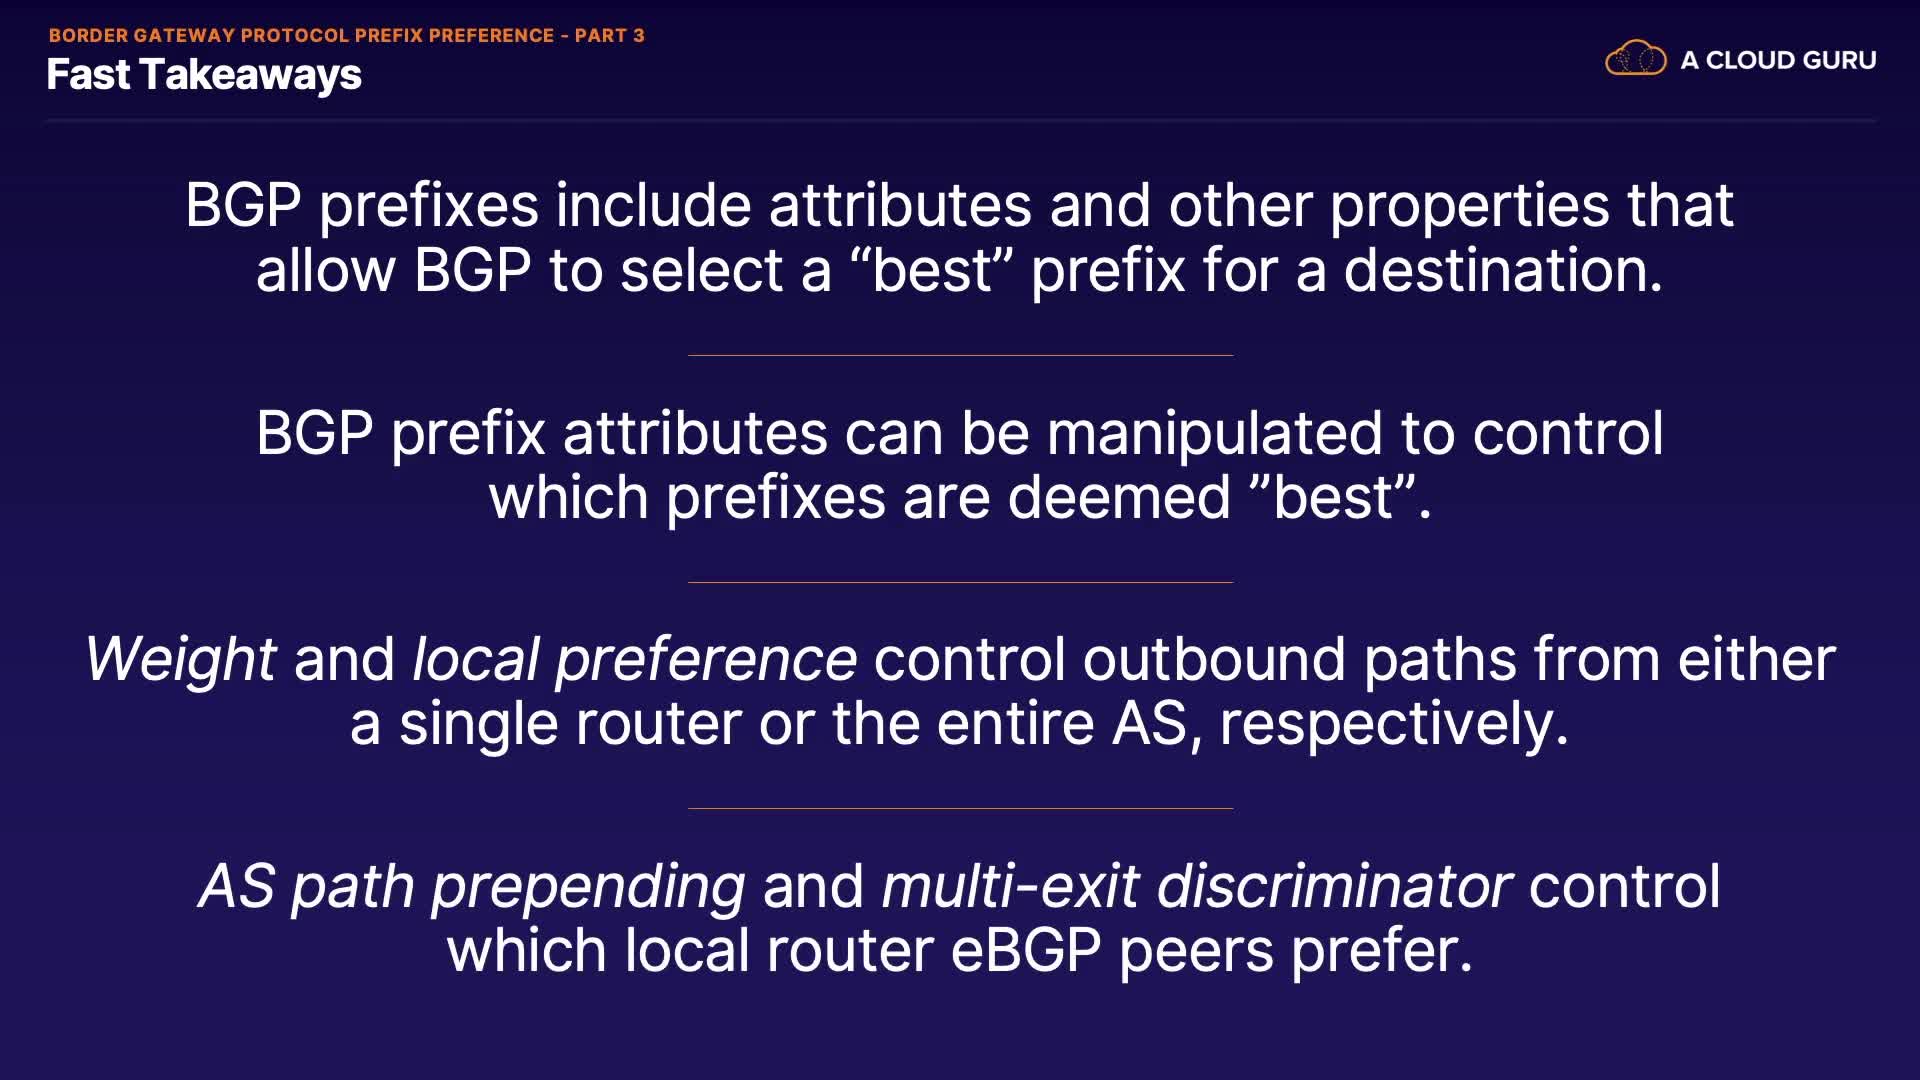 BORDER GATEWAY PROTOCOL PREFIX PREFERENCE - PART 3
Fast Takeaways
A CLOUD GURU
BGP prefixes include attributes and other properties that
allow BGP to select a “best” prefix for a destination.
BGP prefix attributes can be manipulated to control
which prefixes are deemed ”best”.
Weight and local preference control outbound paths from either
a single router or the entire AS, respectively.
AS path prepending and multi-exit discriminator control
which local router eBGP peers prefer.